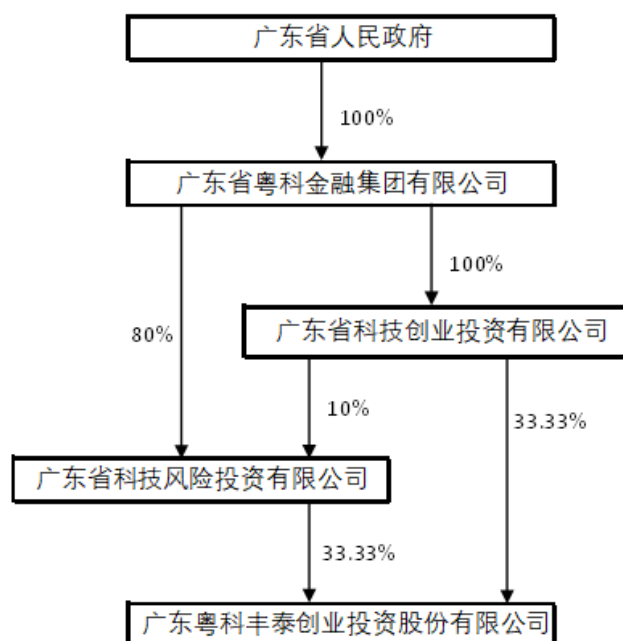 广东省人民政府
100%
广东省粤科金融集团有限公司
100%
80%
广东省科技创业投资有限公司
10%
33.33%
广东省科技风险投资有限公司
33.33%
广东粤科丰泰创业投资股份有限公司